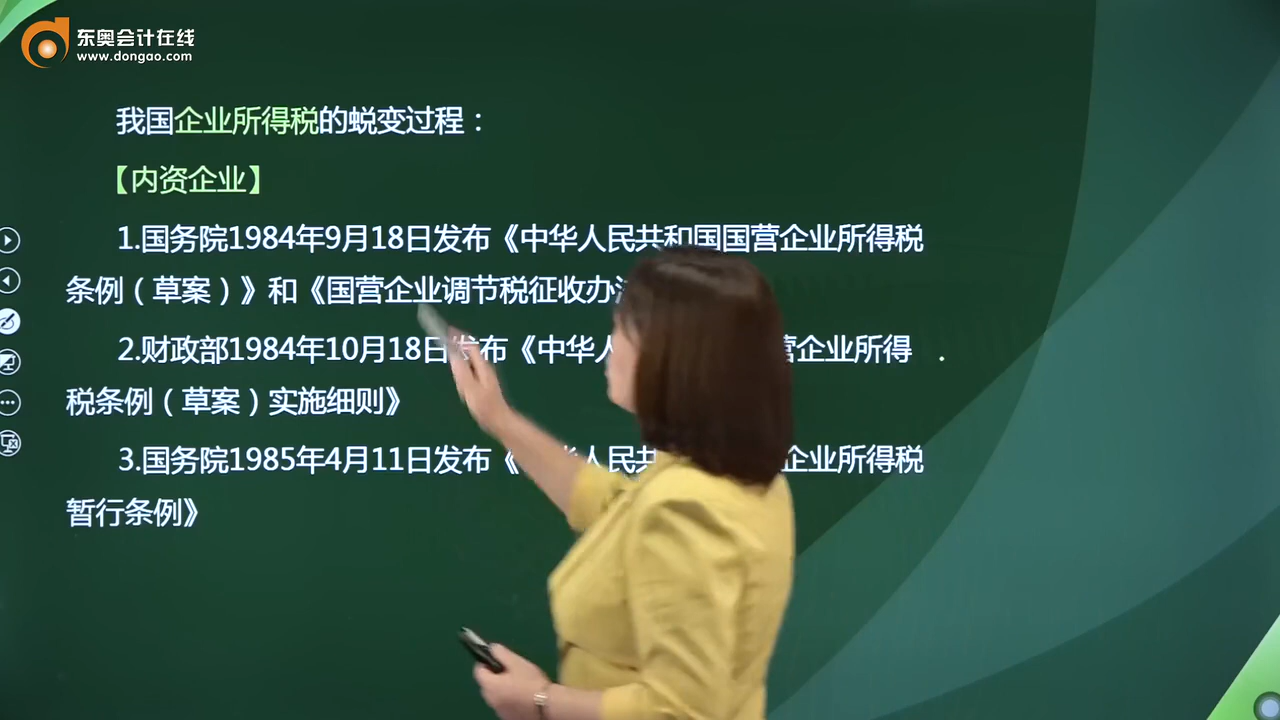 东奥会计在线
www.dongao.com
我国企业所得税的蜕变过程：
【内资企业】
1.国务院1984年9月18日发布《中华人民共和国国营企业所得税
条例（草案）》和《国营企业调节税征收办
2.财政部1984年10月18日发布《中华 营企业所得
税条例（草案）实施细则》
3.国务院1985年4月11日发布《 华人民共 企业所得税
暂行条例》